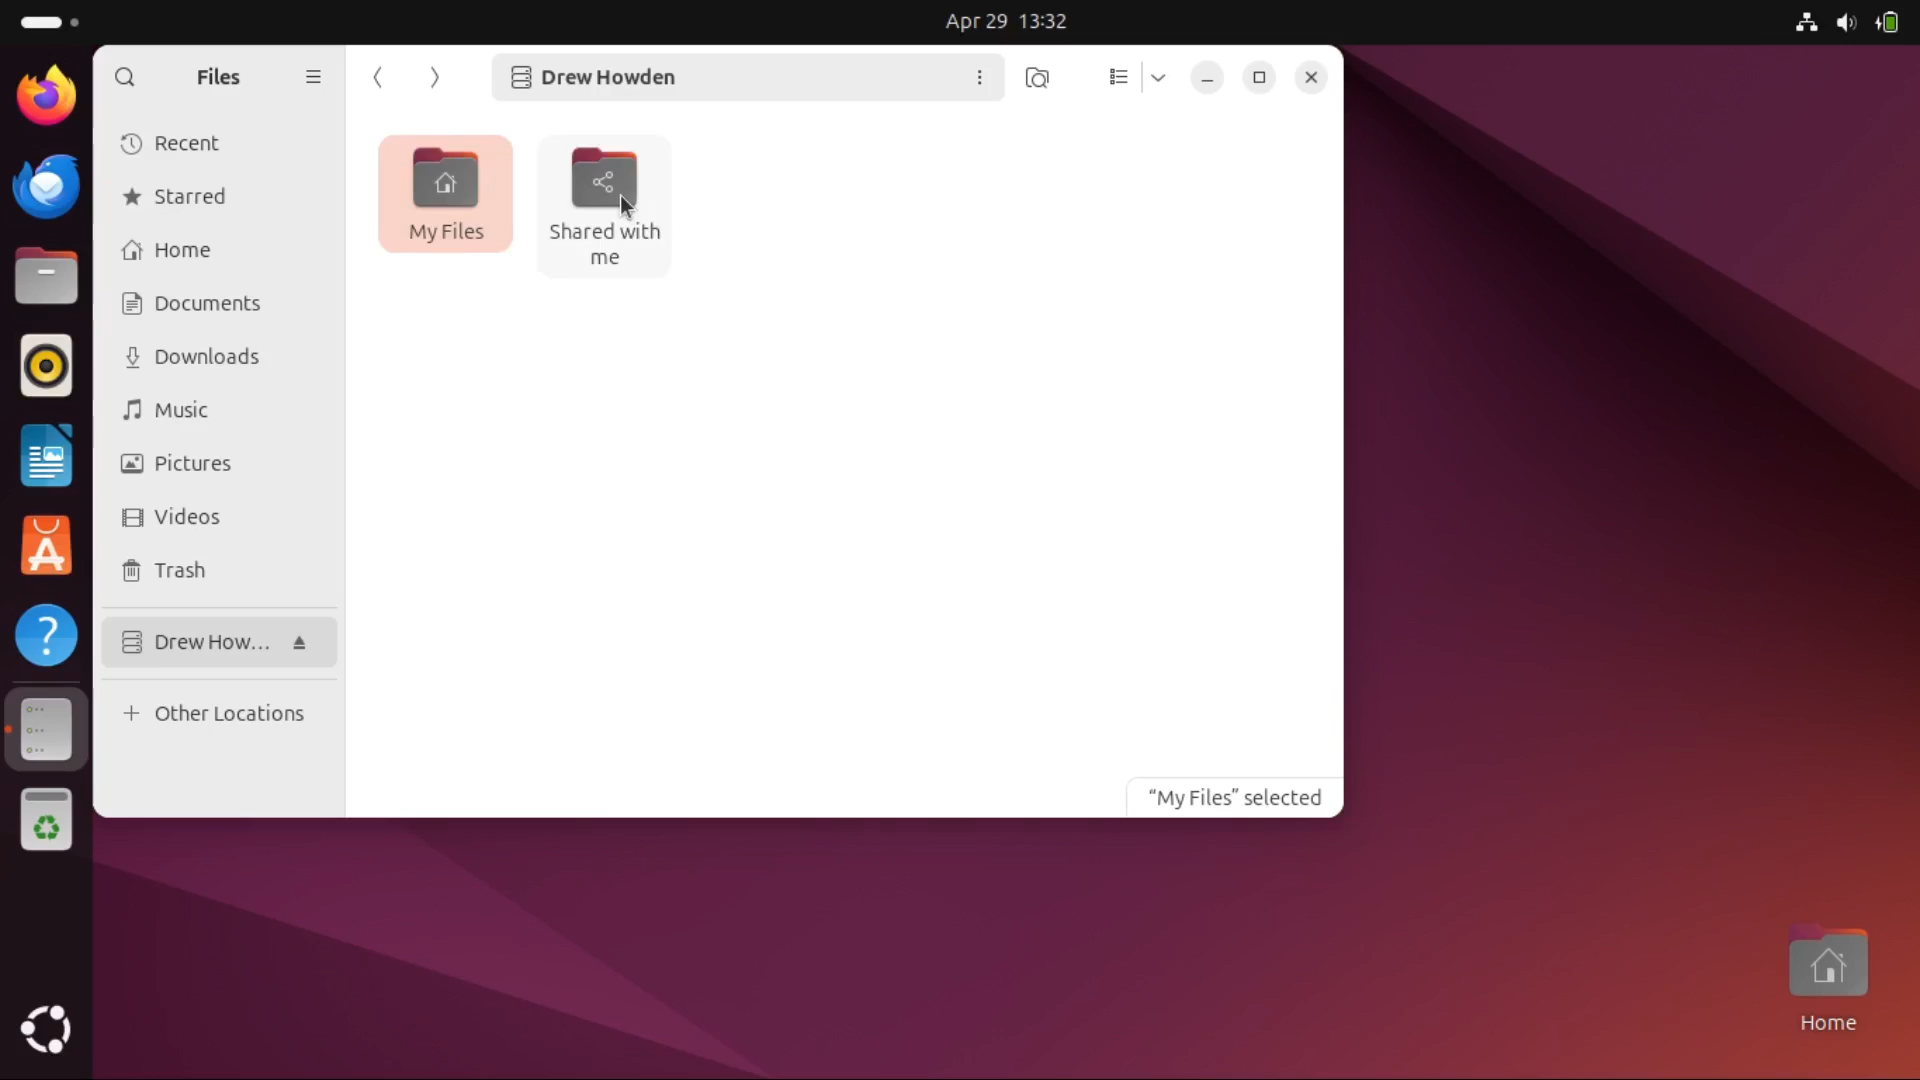 Apr 29 13:32
Files
Drew Howden
Recent
Starred
Home
Documents
Downloads
Music
Pictures
Videos
Trash
Drew How...
Other Locations
My Files
Shared with
me
“My Files” selected
Home